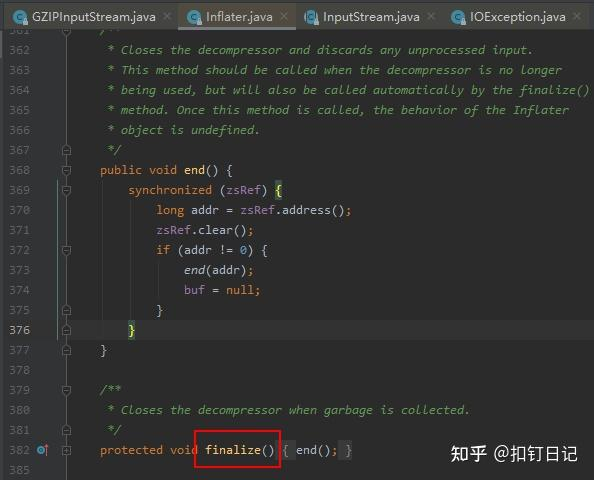 GZIPInputStream.java × Inflater.java × InputStream.java × IOException.java ×
361 /**
362 * Closes the decompressor and discards any unprocessed input.
363 * This method should be called when the decompressor is no longer
364 * being used, but will also be called automatically by the finalize()
365 * method. Once this method is called, the behavior of the Inflater
366 * object is undefined.
367 */
368 public void end() {
369 synchronized (zsRef) {
370 long addr = zsRef.address();
371 zsRef.clear();
372 if (addr != 0) {
373 end(addr);
374 buf = null;
375 }
376 }
377 }
378
379 /**
380 * Closes the decompressor when garbage is collected.
381 */
382 protected void finalize() { end(); }
385
知乎 @扣钉日记